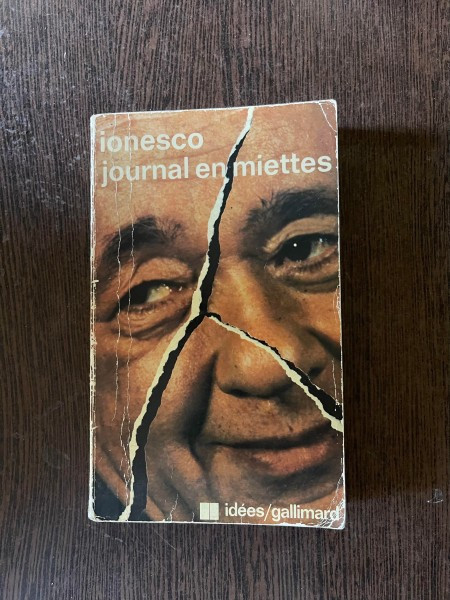 ionesco
journal en miettes
idées/gallimard